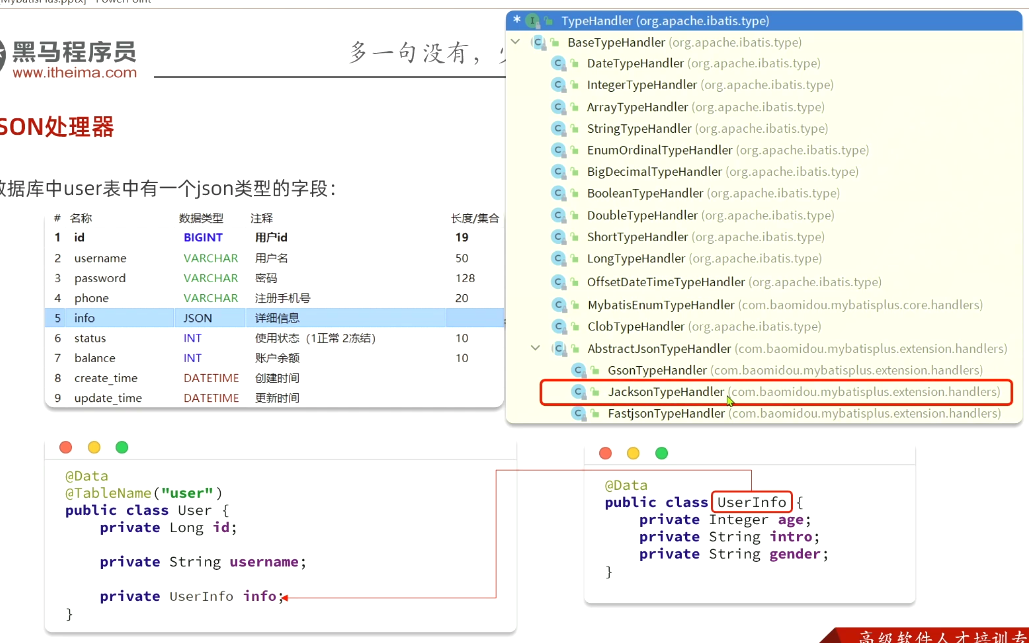 MybatisPlus.pptx] - PowerPoint
黑马程序员
www.itheima.com
多一句没有，
SON处理器
数据库中user表中有一个json类型的字段：
# 名称 数据类型 注释 长度/集合
1 id BIGINT 用户id 19
2 username VARCHAR 用户名 50
3 password VARCHAR 密码 128
4 phone VARCHAR 注册手机号 20
5 info JSON 详细信息
6 status INT 使用状态（1正常 2冻结） 10
7 balance INT 账户余额 10
8 create_time DATETIME 创建时间
9 update_time DATETIME 更新时间
* I TypeHandler (org.apache.ibatis.type)
C BaseTypeHandler (org.apache.ibatis.type)
C DateTypeHandler (org.apache.ibatis.type)
C IntegerTypeHandler (org.apache.ibatis.type)
C ArrayTypeHandler (org.apache.ibatis.type)
C StringTypeHandler (org.apache.ibatis.type)
C EnumOrdinalTypeHandler (org.apache.ibatis.type)
C BigDecimalTypeHandler (org.apache.ibatis.type)
C BooleanTypeHandler (org.apache.ibatis.type)
C DoubleTypeHandler (org.apache.ibatis.type)
C ShortTypeHandler (org.apache.ibatis.type)
C LongTypeHandler (org.apache.ibatis.type)
C OffsetDateTimeTypeHandler (org.apache.ibatis.type)
C MybatisEnumTypeHandler (com.baomidou.mybatisplus.core.handlers)
C ClobTypeHandler (org.apache.ibatis.type)
C AbstractJsonTypeHandler (com.baomidou.mybatisplus.extension.handlers)
C GsonTypeHandler (com.baomidou.mybatisplus.extension.handlers)
C JacksonTypeHandler (com.baomidou.mybatisplus.extension.handlers)
C FastjsonTypeHandler (com.baomidou.mybatisplus.extension.handlers)
@Data
@TableName("user")
public class User {
private Long id;
private String username;
private UserInfo info;
}
@Data
public class UserInfo {
private Integer age;
private String intro;
private String gender;
}
高级软件人才培训专